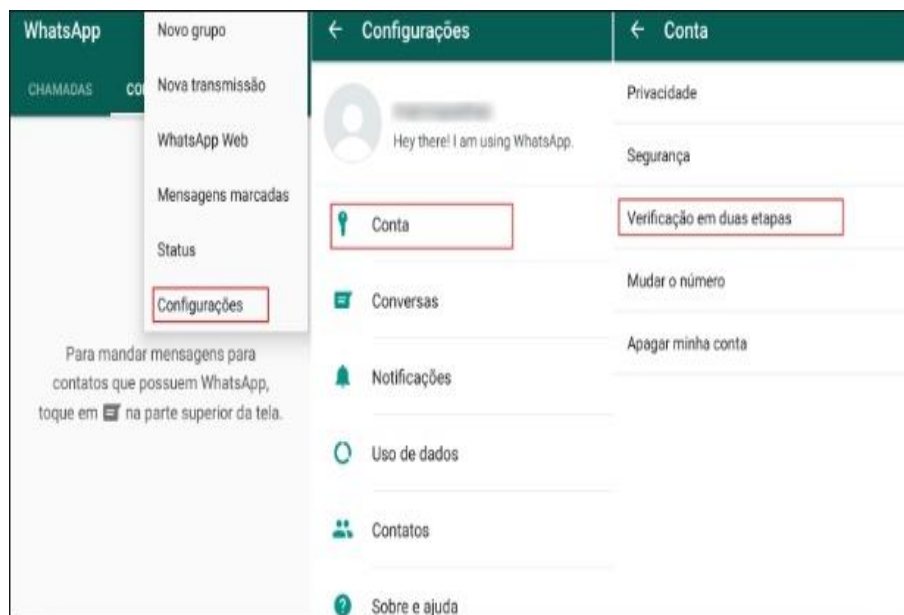 WhatsApp
CHAMADAS
Novo grupo
Nova transmissão
WhatsApp Web
Mensagens marcadas
Status
Configurações
Para mandar mensagens para
contatos que possuem WhatsApp,
toque em na parte superior da tela.
Configurações
Hey there! I am using WhatsApp.
Conta
Conversas
Notificações
Uso de dados
Contatos
Sobre e ajuda
Conta
Privacidade
Segurança
Verificação em duas etapas
Mudar o número
Apagar minha conta